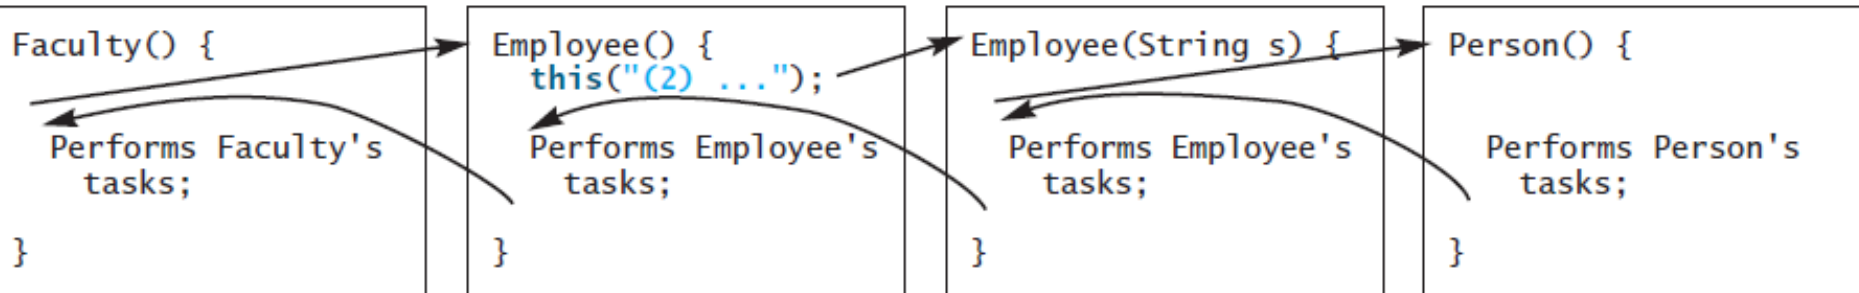 Faculty() {
Performs Faculty's
tasks;
}
Employee() {
this("(2) ...");
Performs Employee's
tasks;
}
Employee(String s) {
Performs Employee's
tasks;
}
Person() {
Performs Person's
tasks;
}